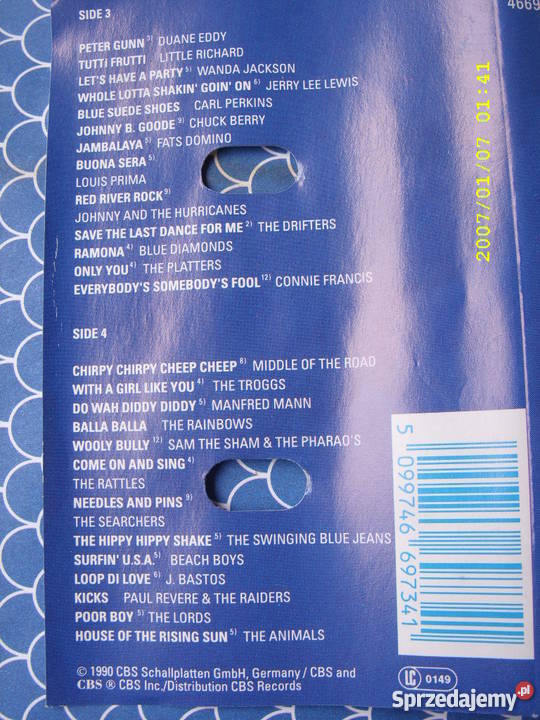 4669
SIDE 3
PETER GUNN 5) DUANE EDDY
TUTTI FRUTTI LITTLE RICHARD
LET'S HAVE A PARTY 5) WANDA JACKSON
WHOLE LOTTA SHAKIN' GOIN' ON 6) JERRY LEE LEWIS
BLUE SUEDE SHOES CARL PERKINS
JOHNNY B. GOODE 9) CHUCK BERRY
JAMBALAYA 5) FATS DOMINO
BUONA SERA 5)
LOUIS PRIMA
RED RIVER ROCK 9)
JOHNNY AND THE HURRICANES
SAVE THE LAST DANCE FOR ME 2) THE DRIFTERS
RAMONA 4) BLUE DIAMONDS
ONLY YOU 4) THE PLATTERS
EVERYBODY'S SOMEBODY'S FOOL 12) CONNIE FRANCIS
SIDE 4
CHIRPY CHIRPY CHEEP CHEEP 8) MIDDLE OF THE ROAD
WITH A GIRL LIKE YOU 4) THE TROGGS
DO WAH DIDDY DIDDY 5) MANFRED MANN
BALLA BALLA THE RAINBOWS
WOOLY BULLY 12) SAM THE SHAM & THE PHARAO'S
COME ON AND SING 4)
THE RATTLES
NEEDLES AND PINS 9)
THE SEARCHERS
THE HIPPY HIPPY SHAKE 5) THE SWINGING BLUE JEANS
SURFIN' U.S.A. 5) BEACH BOYS
LOOP DI LOVE 6) J. BASTOS
KICKS PAUL REVERE & THE RAIDERS
POOR BOY 5) THE LORDS
HOUSE OF THE RISING SUN 5) THE ANIMALS
© 1990 CBS Schallplatten GmbH, Germany / CBS and
CBS ® CBS Inc./Distribution CBS Records
LC 0149
5 099746 697341
2007/01/07 01:41
Sprzedajemy.pl